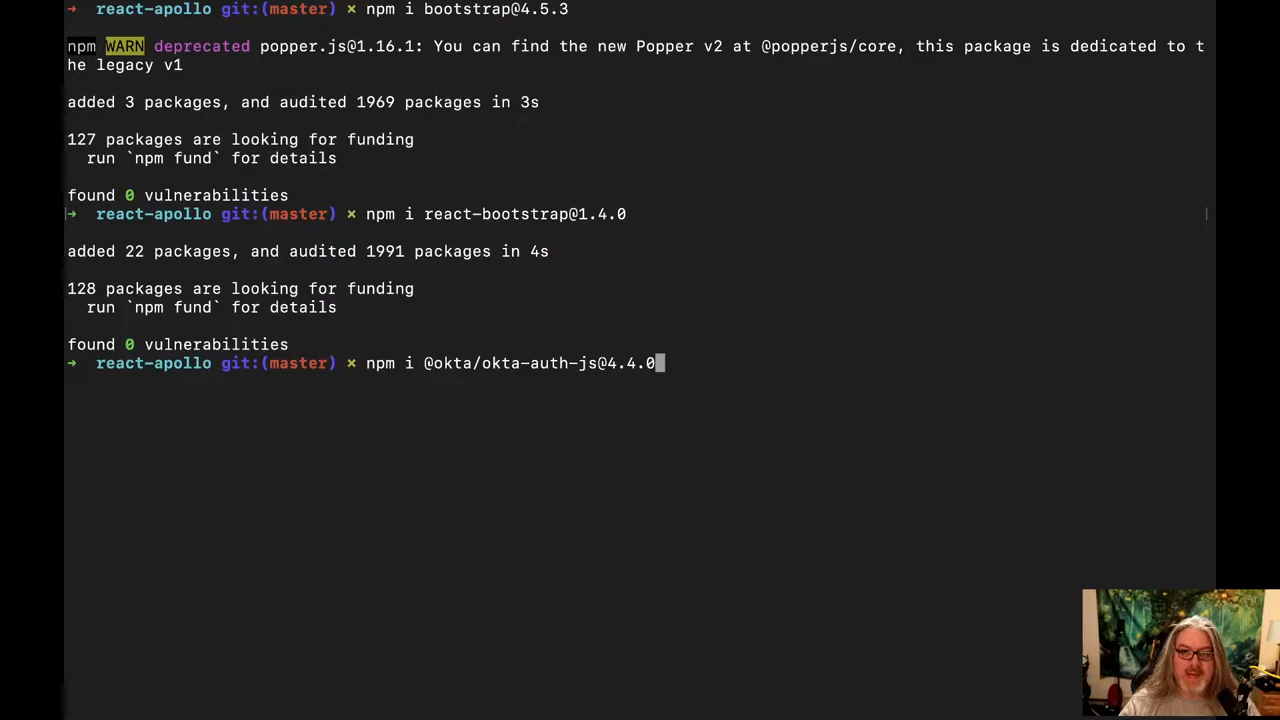 → react-apollo git:(master) × npm i bootstrap@4.5.3
npm WARN deprecated popper.js@1.16.1: You can find the new Popper v2 at @popperjs/core, this package is dedicated to t
he legacy v1
added 3 packages, and audited 1969 packages in 3s
127 packages are looking for funding
run `npm fund` for details
found 0 vulnerabilities
→ react-apollo git:(master) × npm i react-bootstrap@1.4.0
added 22 packages, and audited 1991 packages in 4s
128 packages are looking for funding
run `npm fund` for details
found 0 vulnerabilities
→ react-apollo git:(master) × npm i @okta/okta-auth-js@4.4.0